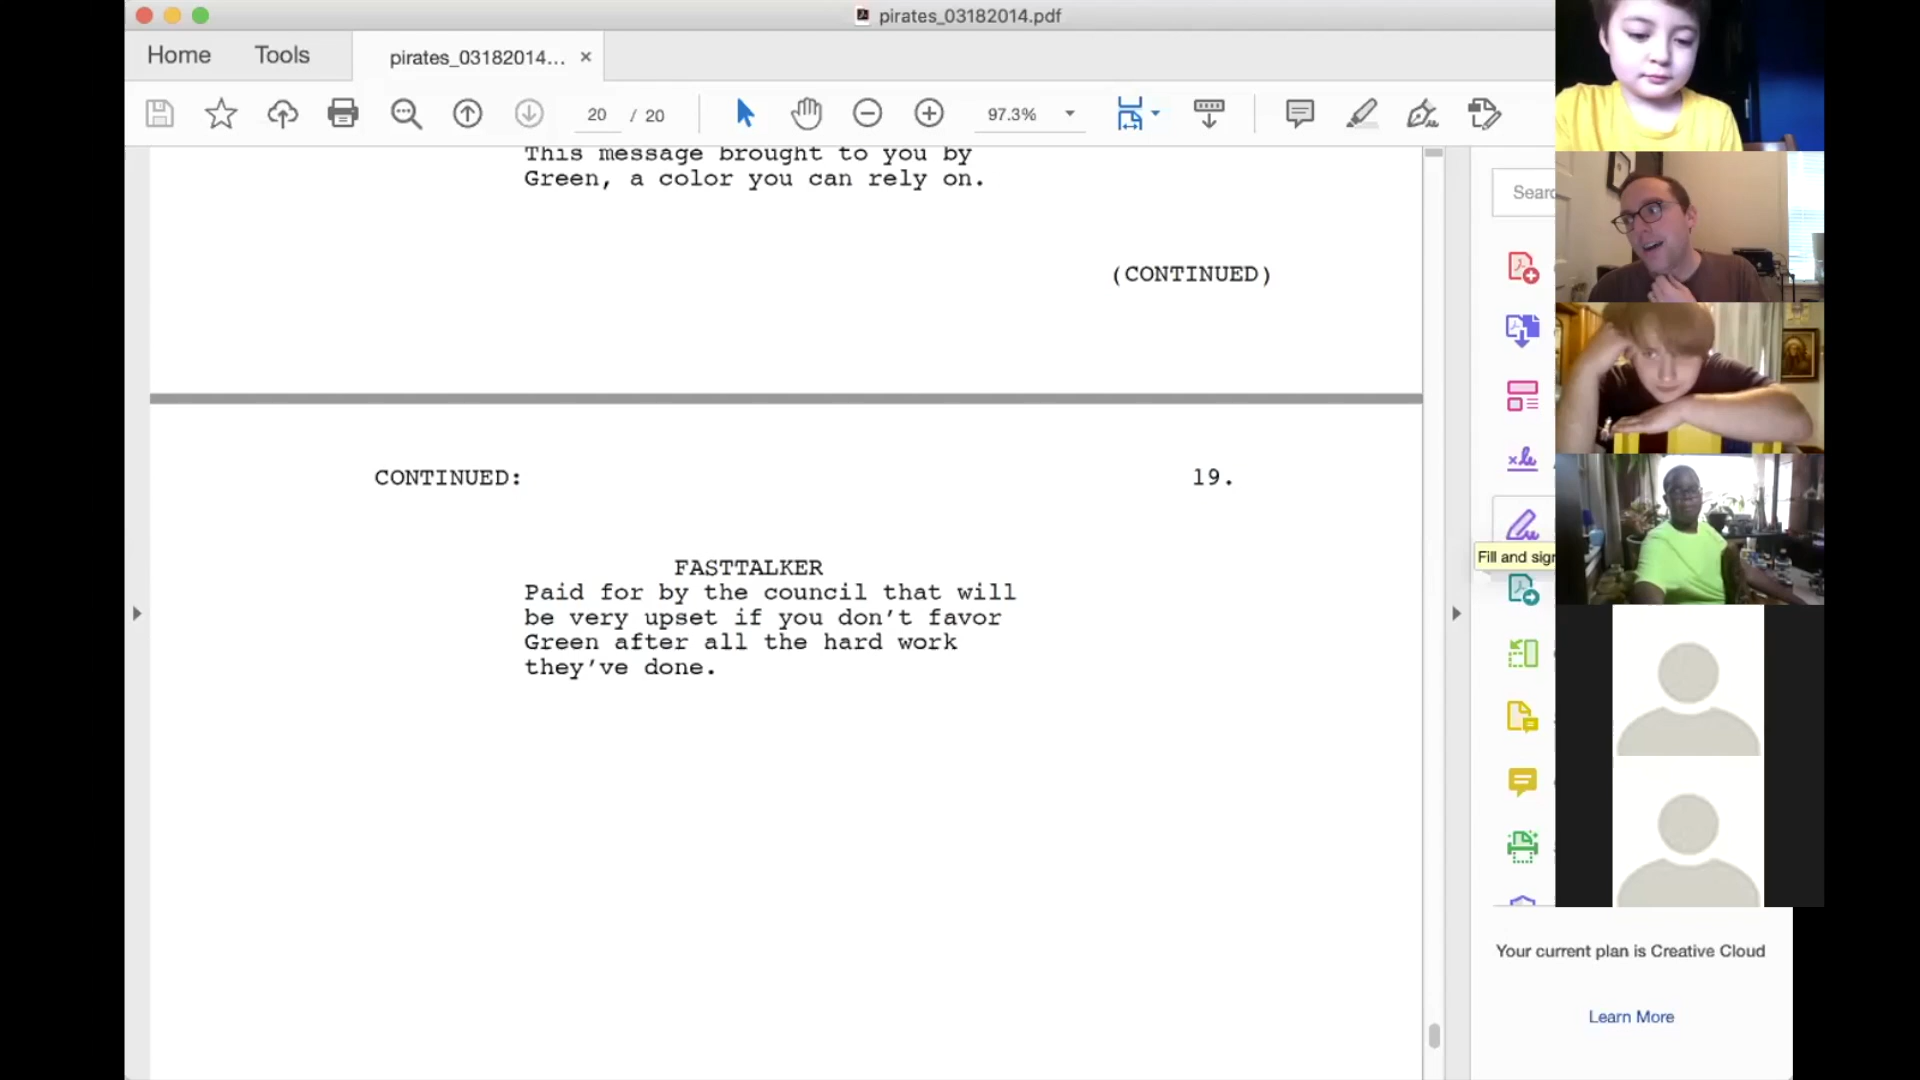 pirates_03182014.pdf
Home
Tools
pirates_03182014...
20 / 20
97.3%
This message brought to you by
Green, a color you can rely on.
(CONTINUED)
CONTINUED:
19.
FASTTALKER
Paid for by the council that will
be very upset if you don't favor
Green after all the hard work
they've done.
Searc
Fill and sign
Your current plan is Creative Cloud
Learn More